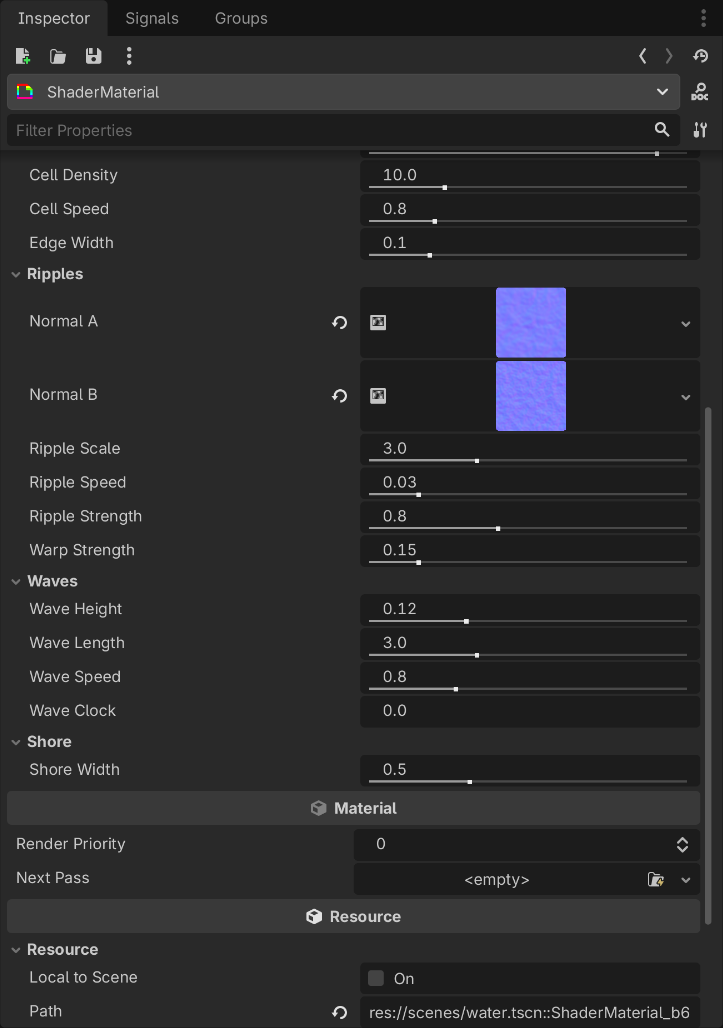 Inspector Signals Groups
ShaderMaterial DOC
Filter Properties
Cell Density 10.0
Cell Speed 0.8
Edge Width 0.1
Ripples
Normal A
Normal B
Ripple Scale 3.0
Ripple Speed 0.03
Ripple Strength 0.8
Warp Strength 0.15
Waves
Wave Height 0.12
Wave Length 3.0
Wave Speed 0.8
Wave Clock 0.0
Shore
Shore Width 0.5
Material
Render Priority 0
Next Pass <empty>
Resource
Resource
Local to Scene On
Path res://scenes/water.tscn::ShaderMaterial_b6